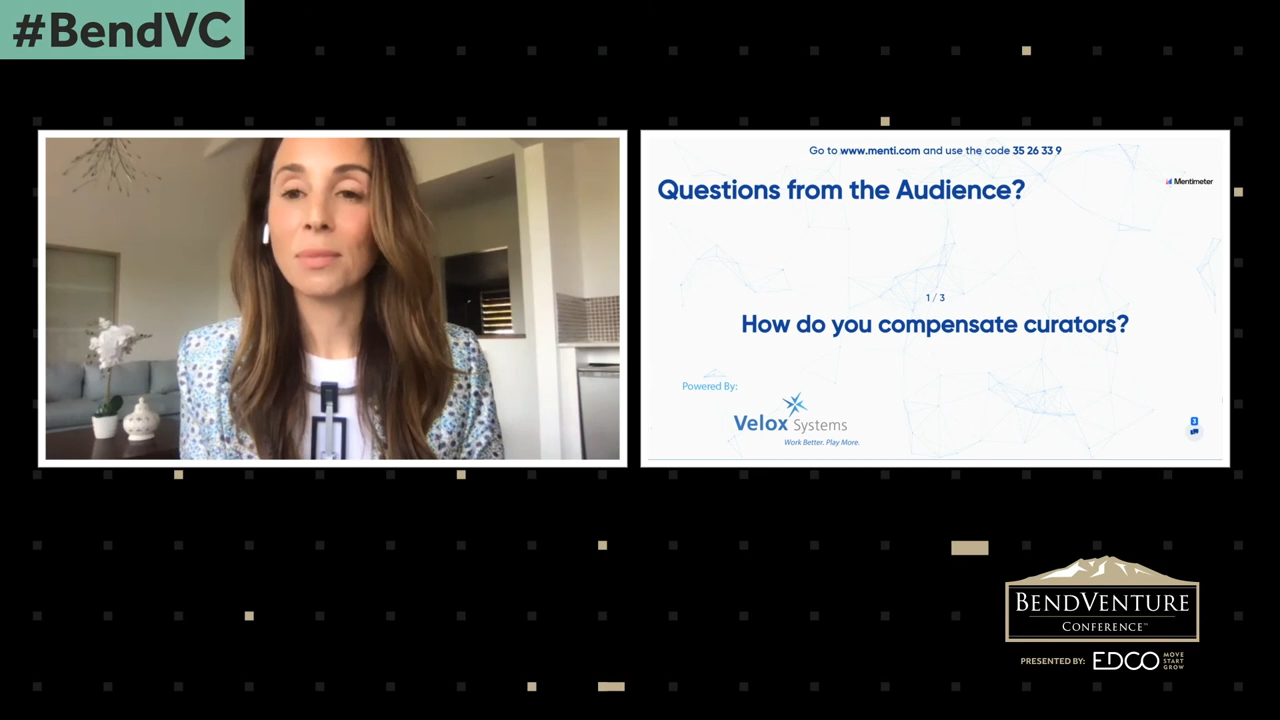 #BendVC
Go to www.menti.com and use the code 35 26 33 9
Questions from the Audience?
Mentimeter
1 / 3
How do you compensate curators?
Powered By:
Velox Systems
Work Better. Play More.
3
BENDVENTURE
CONFERENCE™
PRESENTED BY: EDCO MOVE
START
GROW